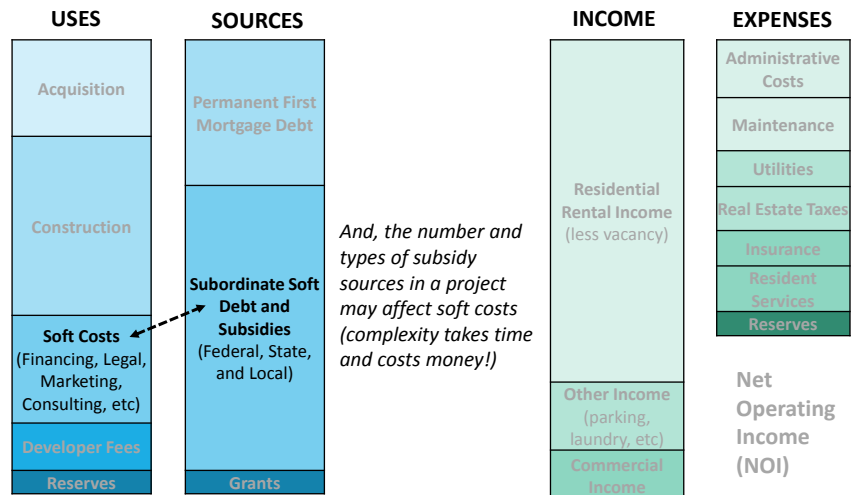 USES
Acquisition
Construction
Soft Costs
(Financing, Legal,
Marketing,
Consulting, etc)
Developer Fees
Reserves
SOURCES
Permanent First
Mortgage Debt
Subordinate Soft
Debt and
Subsidies
(Federal, State,
and Local)
Grants
And, the number and
types of subsidy
sources in a project
may affect soft costs
(complexity takes time
and costs money!)
INCOME
Residential
Rental Income
(less vacancy)
Other Income
(parking,
laundry, etc)
Commercial
Income
EXPENSES
Administrative
Costs
Maintenance
Utilities
Real Estate Taxes
Insurance
Resident
Services
Reserves
Net
Operating
Income
(NOI)